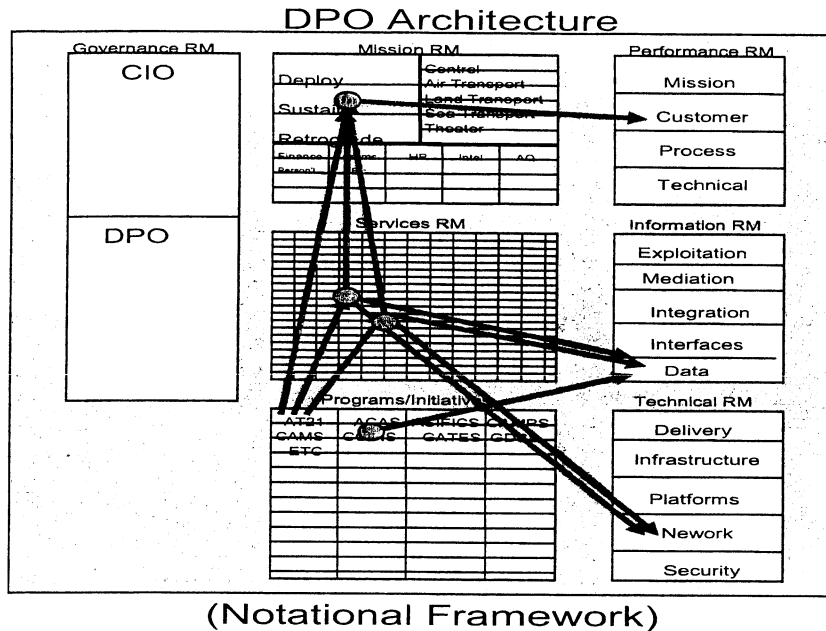 DPO Architecture
Governance RM
CIO
DPO
Mission RM
Deploy
Sustain
Retrograde
Control
Air Transport
Land Transport
Sea Transport
Theater
Finance
HR
Intel
AQ
Person'l
Services RM
Programs/Initiatives
AT21
CAMS
GATES
ETC
Performance RM
Mission
Customer
Process
Technical
Information RM
Exploitation
Mediation
Integration
Interfaces
Data
Technical RM
Delivery
Infrastructure
Platforms
Nework
Security
(Notational Framework)